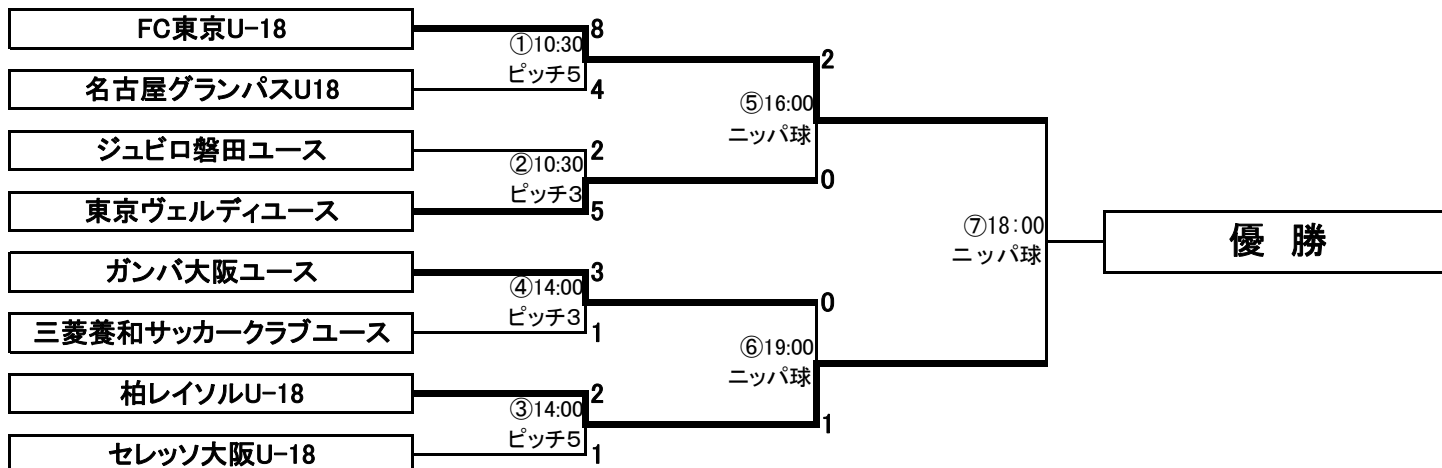 FC東京U-18
8
①10:30
ピッチ5
2
名古屋グランパスU18
4
⑤16:00
ニッパ球
ジュビロ磐田ユース
2
②10:30
ピッチ3
0
東京ヴェルディユース
5
⑦18:00
ニッパ球
優 勝
ガンバ大阪ユース
3
④14:00
ピッチ3
0
三菱養和サッカークラブユース
1
⑥19:00
ニッパ球
柏レイソルU-18
2
③14:00
ピッチ5
1
セレッソ大阪U-18
1